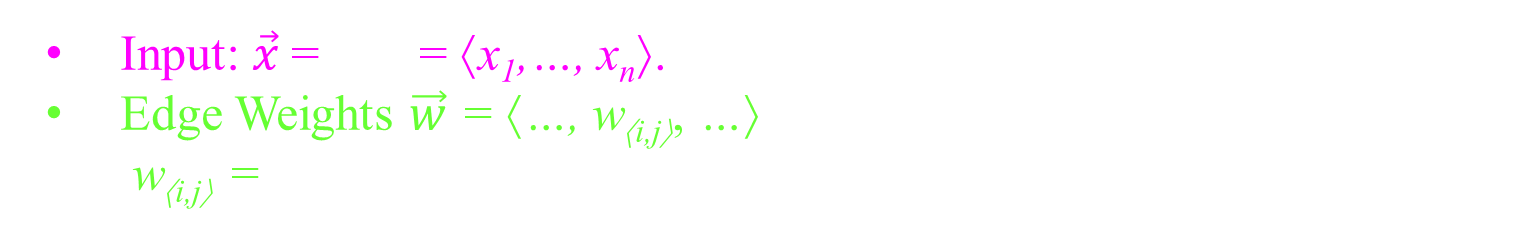 • Input: x⃗ = = ⟨x₁,…, xₙ⟩.
• Edge Weights w⃗ = ⟨…, w⟨i,j⟩, …⟩
w⟨i,j⟩ =